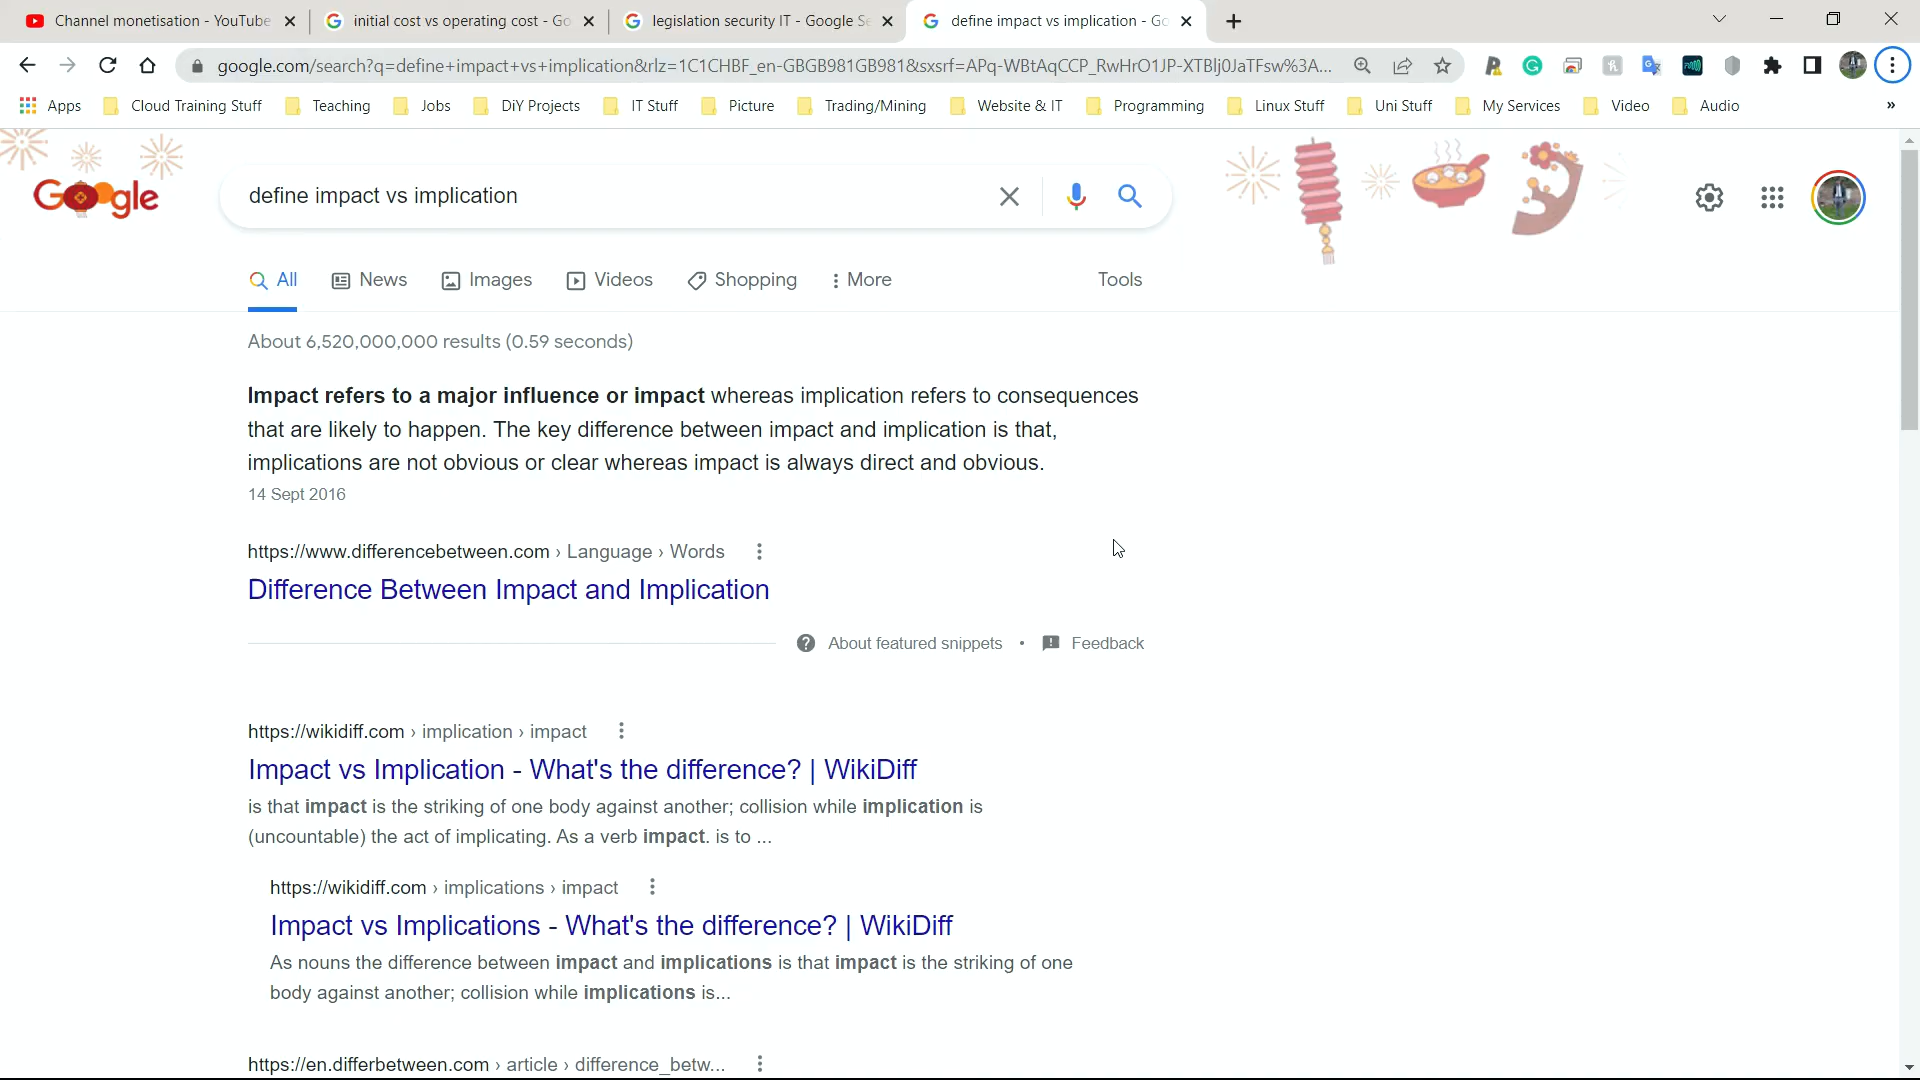 Channel monetisation - YouTube
initial cost vs operating cost - Go
legislation security IT - Google Se
define impact vs implication - Go
google.com/search?q=define+impact+vs+implication&rlz=1C1CHBF_en-GBGB981GB981&sxsrf=APq-WBtAqCCP_RwHrO1JP-XTBlj0JaTFsw%3A...
Apps
Cloud Training Stuff
Teaching
Jobs
DiY Projects
IT Stuff
Picture
Trading/Mining
Website & IT
Programming
Linux Stuff
Uni Stuff
My Services
Video
Audio
»
Google
define impact vs implication
All
News
Images
Videos
Shopping
More
Tools
About 6,520,000,000 results (0.59 seconds)
Impact refers to a major influence or impact whereas implication refers to consequences
that are likely to happen. The key difference between impact and implication is that,
implications are not obvious or clear whereas impact is always direct and obvious.
14 Sept 2016
https://www.differencebetween.com › Language › Words
Difference Between Impact and Implication
About featured snippets • Feedback
https://wikidiff.com › implication › impact
Impact vs Implication - What's the difference? | WikiDiff
is that impact is the striking of one body against another; collision while implication is
(uncountable) the act of implicating. As a verb impact. is to ...
https://wikidiff.com › implications › impact
Impact vs Implications - What's the difference? | WikiDiff
As nouns the difference between impact and implications is that impact is the striking of one
body against another; collision while implications is...
https://en.differbetween.com › article › difference_betw...